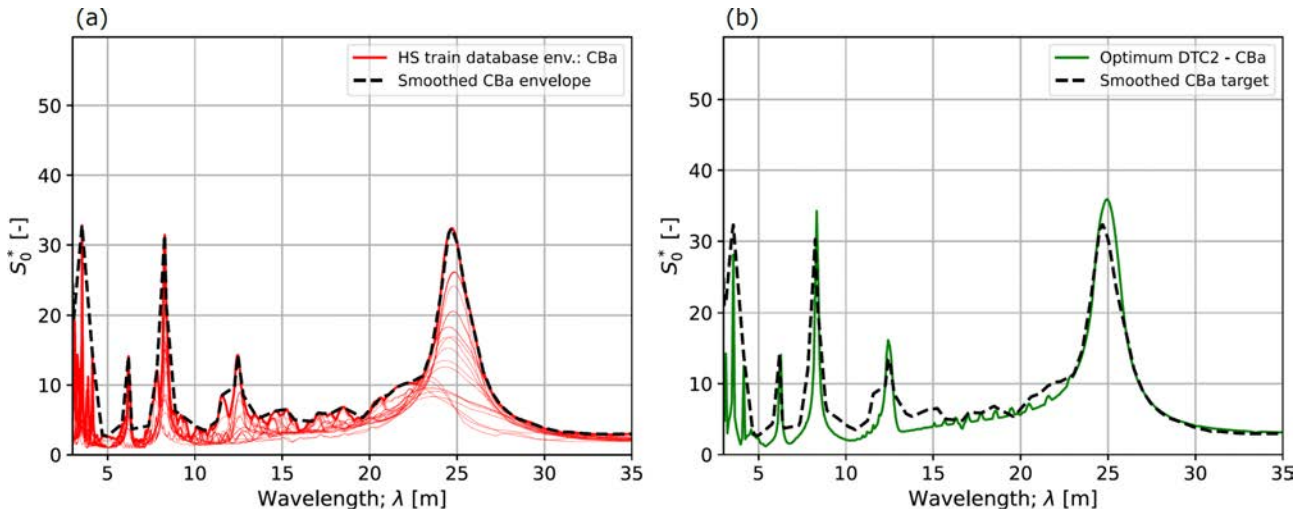 (a)
HS train database env.: CBa
Smoothed CBa envelope
50
40
30
20
10
0
S₀* [-]
5 10 15 20 25 30 35
Wavelength; λ [m]
(b)
Optimum DTC2 - CBa
Smoothed CBa target
50
40
30
20
10
0
S₀* [-]
5 10 15 20 25 30 35
Wavelength; λ [m]